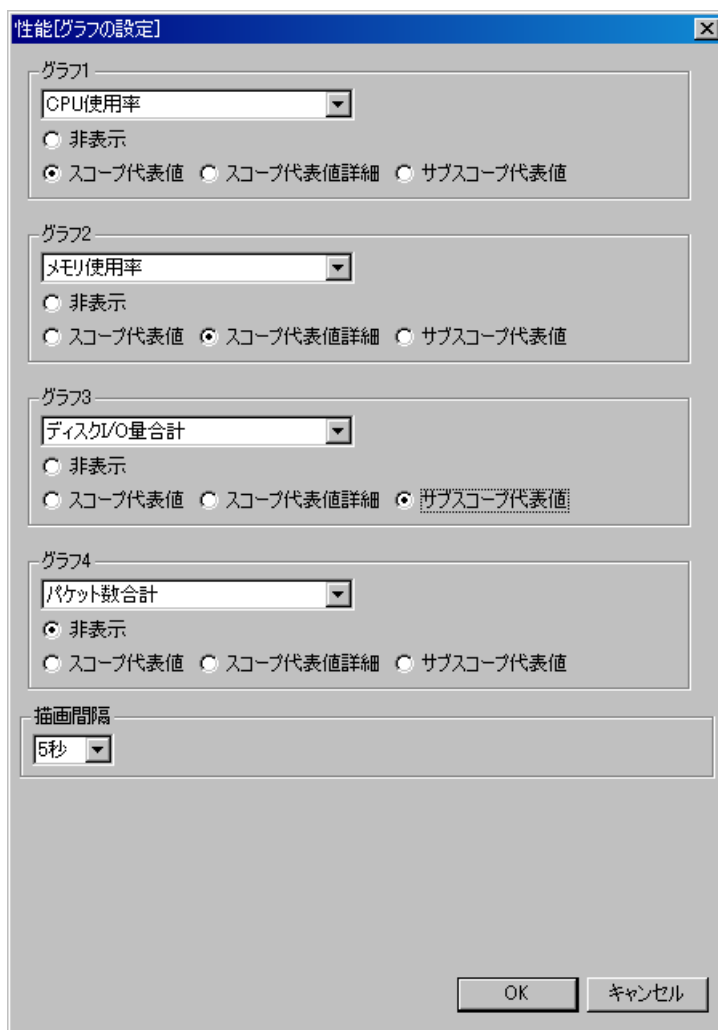 性能[グラフの設定]
グラフ1
CPU使用率
非表示
スコープ代表値 スコープ代表値詳細 サブスコープ代表値
グラフ2
メモリ使用率
非表示
スコープ代表値 スコープ代表値詳細 サブスコープ代表値
グラフ3
ディスクI/O量合計
非表示
スコープ代表値 スコープ代表値詳細 サブスコープ代表値
グラフ4
パケット数合計
非表示
スコープ代表値 スコープ代表値詳細 サブスコープ代表値
描画間隔
5秒
OK キャンセル